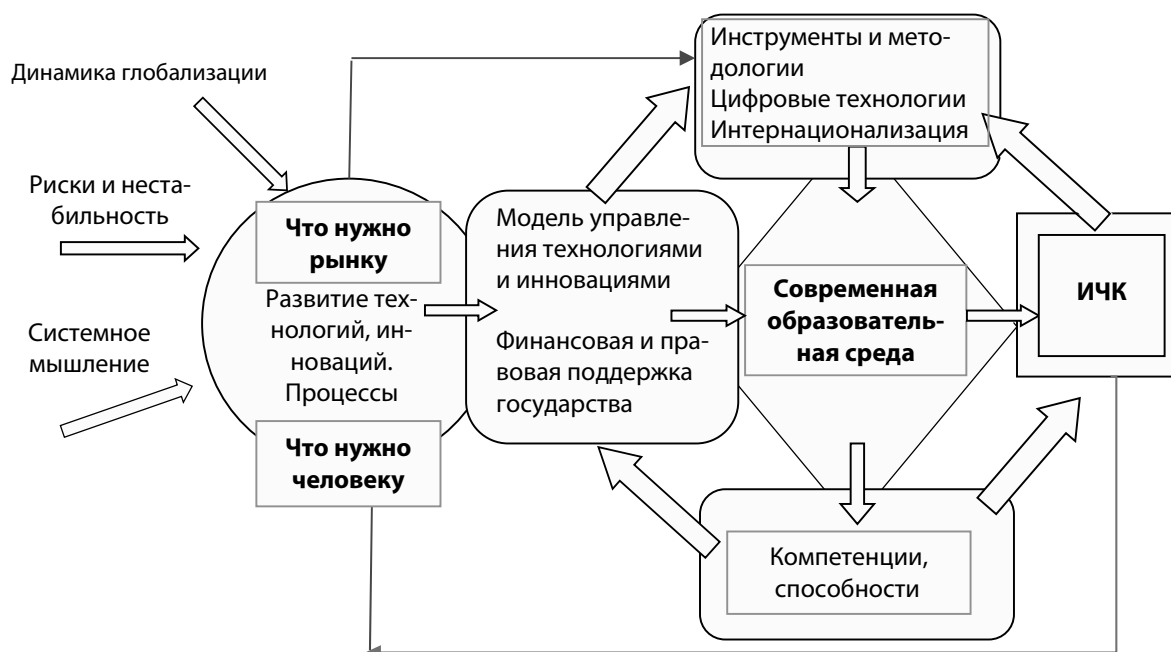 Динамика глобализации
Риски и неста-
бильность
Системное
мышление
Что нужно
рынку
Развитие тех-
нологий, ин-
новаций.
Процессы
Что нужно
человеку
Модель управле-
ния технологиями
и инновациями
Финансовая и пра-
вовая поддержка
государства
Инструменты и мето-
дологии
Цифровые технологии
Интернационализация
Современная
образователь-
ная среда
Компетенции,
способности
ИЧК